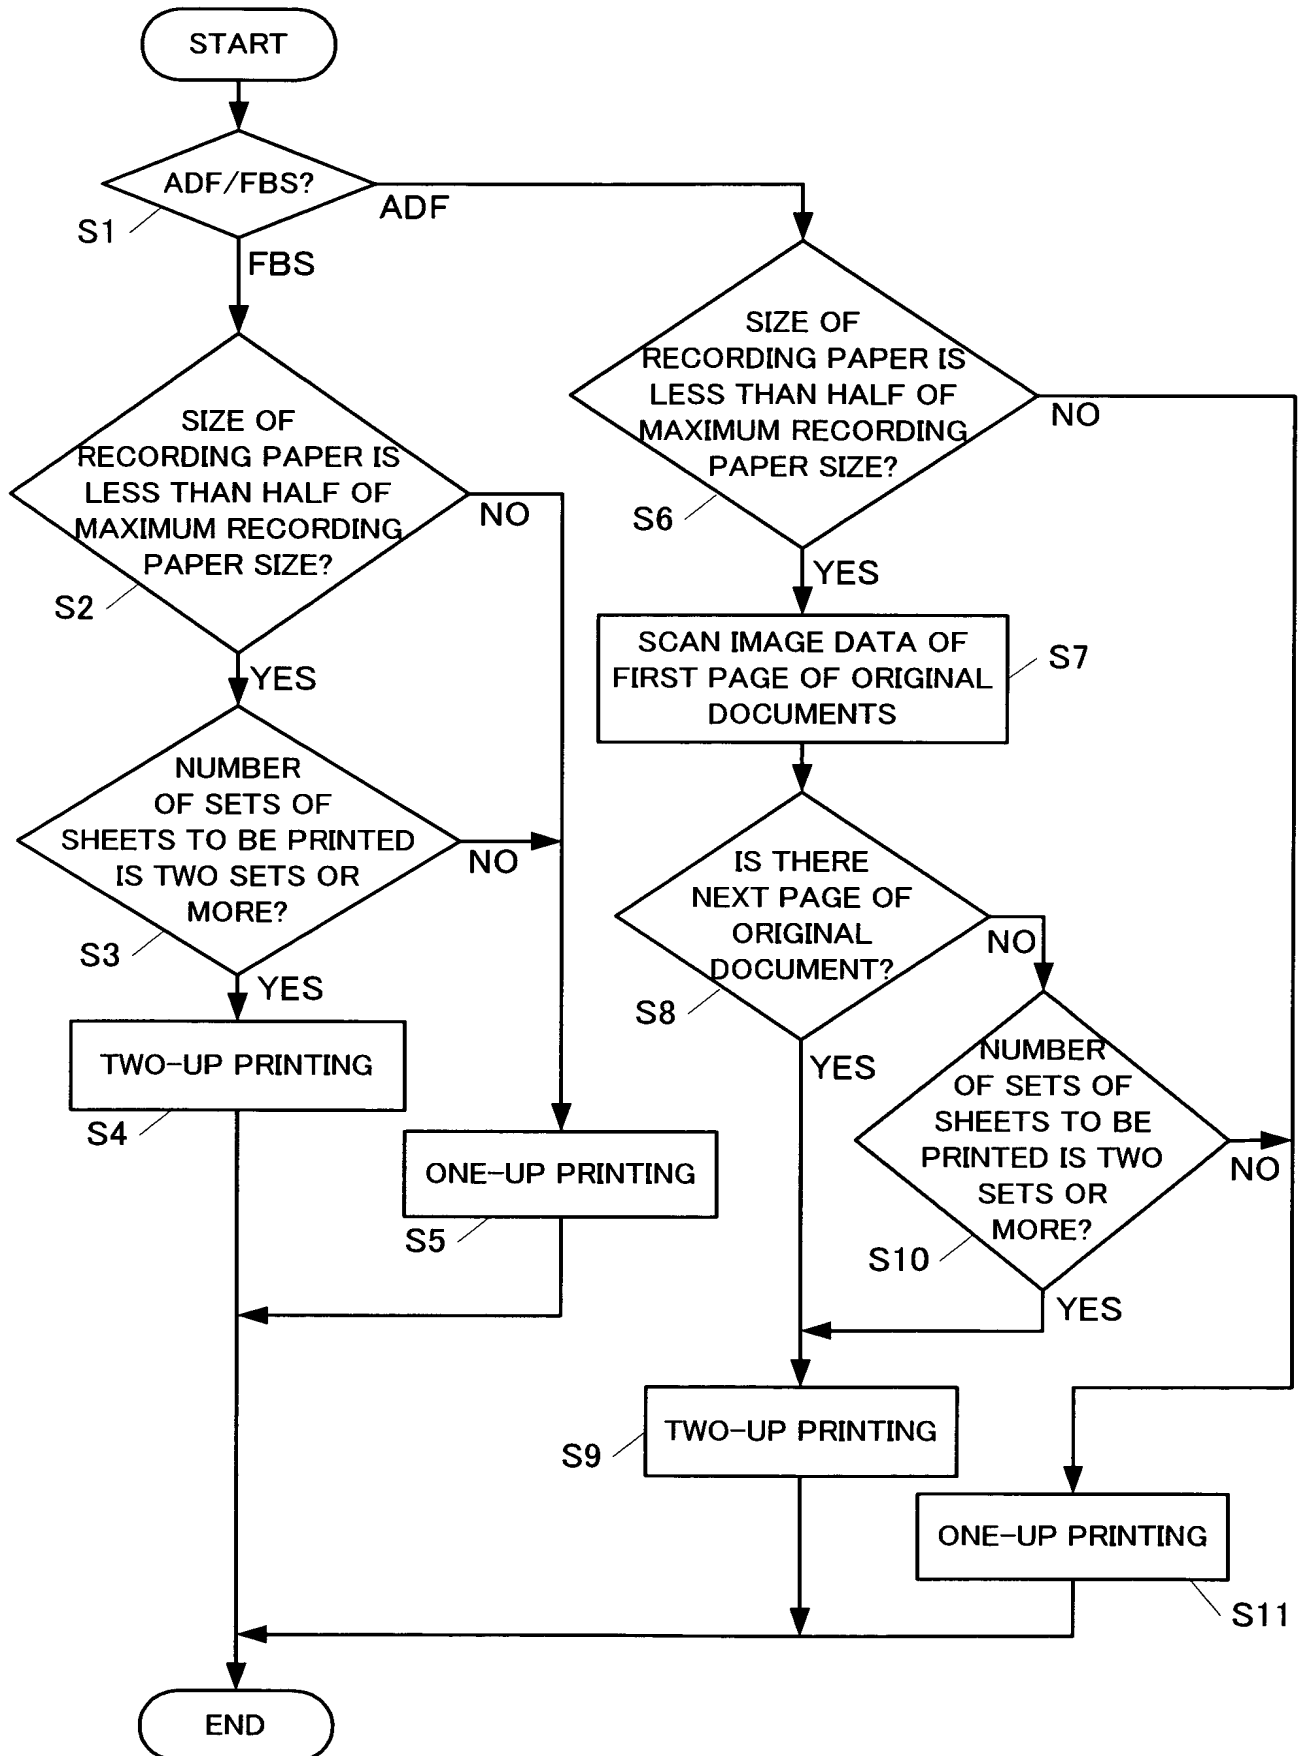 START
ADF/FBS?
S1
ADF
FBS
SIZE OF
RECORDING PAPER IS
LESS THAN HALF OF
MAXIMUM RECORDING
PAPER SIZE?
S2
NO
YES
NUMBER
OF SETS OF
SHEETS TO BE PRINTED
IS TWO SETS OR
MORE?
S3
NO
YES
TWO-UP PRINTING
S4
ONE-UP PRINTING
S5
SIZE OF
RECORDING PAPER IS
LESS THAN HALF OF
MAXIMUM RECORDING
PAPER SIZE?
S6
NO
YES
SCAN IMAGE DATA OF
FIRST PAGE OF ORIGINAL
DOCUMENTS
S7
IS THERE
NEXT PAGE OF
ORIGINAL
DOCUMENT?
S8
NO
YES
NUMBER
OF SETS OF
SHEETS TO BE
PRINTED IS TWO
SETS OR
MORE?
S10
NO
YES
TWO-UP PRINTING
S9
ONE-UP PRINTING
S11
END